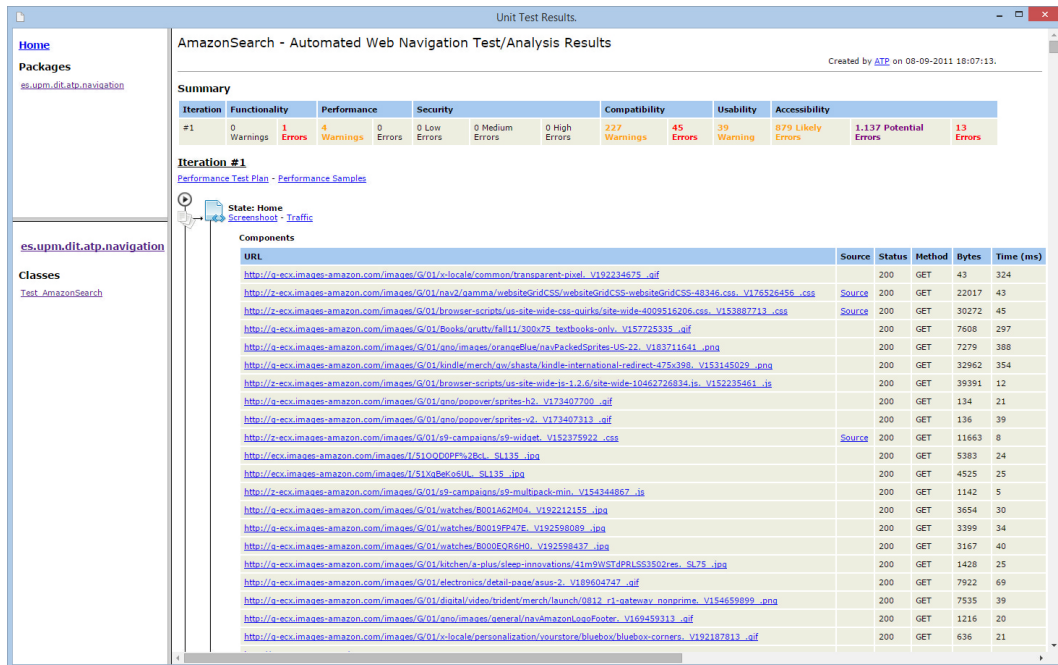 Unit Test Results.
Home
Packages
es.upm.dit.atp.navigation
es.upm.dit.atp.navigation
Classes
Test_AmazonSearch
AmazonSearch - Automated Web Navigation Test/Analysis Results
Created by ATP on 08-09-2011 18:07:13.
Summary
Iteration Functionality Performance Security Compatibility Usability Accessibility
#1 0 Warnings 1 Errors 4 Warnings 0 Errors 0 Low Errors 0 Medium Errors 0 High Errors 227 Warnings 45 Errors 39 Warning 879 Likely Errors 1.137 Potential Errors 13 Errors
Iteration #1
Performance Test Plan - Performance Samples
State: Home
Screenshoot - Traffic
Components
URL Source Status Method Bytes Time (ms)
http://g-ecx.images-amazon.com/images/G/01/x-locale/common/transparent-pixel._V192234675_.gif 200 GET 43 324
http://z-ecx.images-amazon.com/images/G/01/nav2/gamma/websiteGridCSS/websiteGridCSS-websiteGridCSS-48346.css._V176526456_.css Source 200 GET 22017 43
http://z-ecx.images-amazon.com/images/G/01/browser-scripts/us-site-wide-css-quirks/site-wide-4009516206.css._V153887713_.css Source 200 GET 30272 45
http://g-ecx.images-amazon.com/images/G/01/Books/grutty/fall11/300x75_textbooks-only._V157725335_.gif 200 GET 7608 297
http://g-ecx.images-amazon.com/images/G/01/gno/images/orangeBlue/navPackedSprites-US-22._V183711641_.png 200 GET 7279 388
http://g-ecx.images-amazon.com/images/G/01/kindle/merch/gw/shasta/kindle-international-redirect-475x398._V153145029_.png 200 GET 32962 354
http://z-ecx.images-amazon.com/images/G/01/browser-scripts/us-site-wide-js-1.2.6/site-wide-10462726834.js._V152235461_.js 200 GET 39391 12
http://g-ecx.images-amazon.com/images/G/01/gno/popover/sprites-h2._V173407700_.gif 200 GET 134 21
http://g-ecx.images-amazon.com/images/G/01/gno/popover/sprites-v2._V173407313_.gif 200 GET 136 39
http://z-ecx.images-amazon.com/images/G/01/s9-campaigns/s9-widget._V152375922_.css Source 200 GET 11663 8
http://ecx.images-amazon.com/images/I/51OQD0PF%2BcL._SL135_.jpg 200 GET 5383 24
http://ecx.images-amazon.com/images/I/51XgBeKo6UL._SL135_.jpg 200 GET 4525 25
http://z-ecx.images-amazon.com/images/G/01/s9-campaigns/s9-multipack-min._V154344867_.js 200 GET 1142 5
http://g-ecx.images-amazon.com/images/G/01/watches/B001A62M04._V192212155_.jpg 200 GET 3654 30
http://g-ecx.images-amazon.com/images/G/01/watches/B0019FP47E._V192598089_.jpg 200 GET 3399 34
http://g-ecx.images-amazon.com/images/G/01/watches/B000EQR6H0._V192598437_.jpg 200 GET 3167 40
http://g-ecx.images-amazon.com/images/G/01/kitchen/a-plus/sleep-innovations/41m9WSTdPRLSS3502res._SL75_.jpg 200 GET 1428 25
http://g-ecx.images-amazon.com/images/G/01/electronics/detail-page/asus-2._V189604747_.gif 200 GET 7922 69
http://g-ecx.images-amazon.com/images/G/01/digital/video/trident/merch/launch/0812_r1-gateway_nonprime._V154659899_.png 200 GET 7535 39
http://g-ecx.images-amazon.com/images/G/01/gno/images/general/navAmazonLogoFooter._V169459313_.gif 200 GET 1216 20
http://g-ecx.images-amazon.com/images/G/01/x-locale/personalization/yourstore/bluebox/bluebox-corners._V192187813_.gif 200 GET 636 21